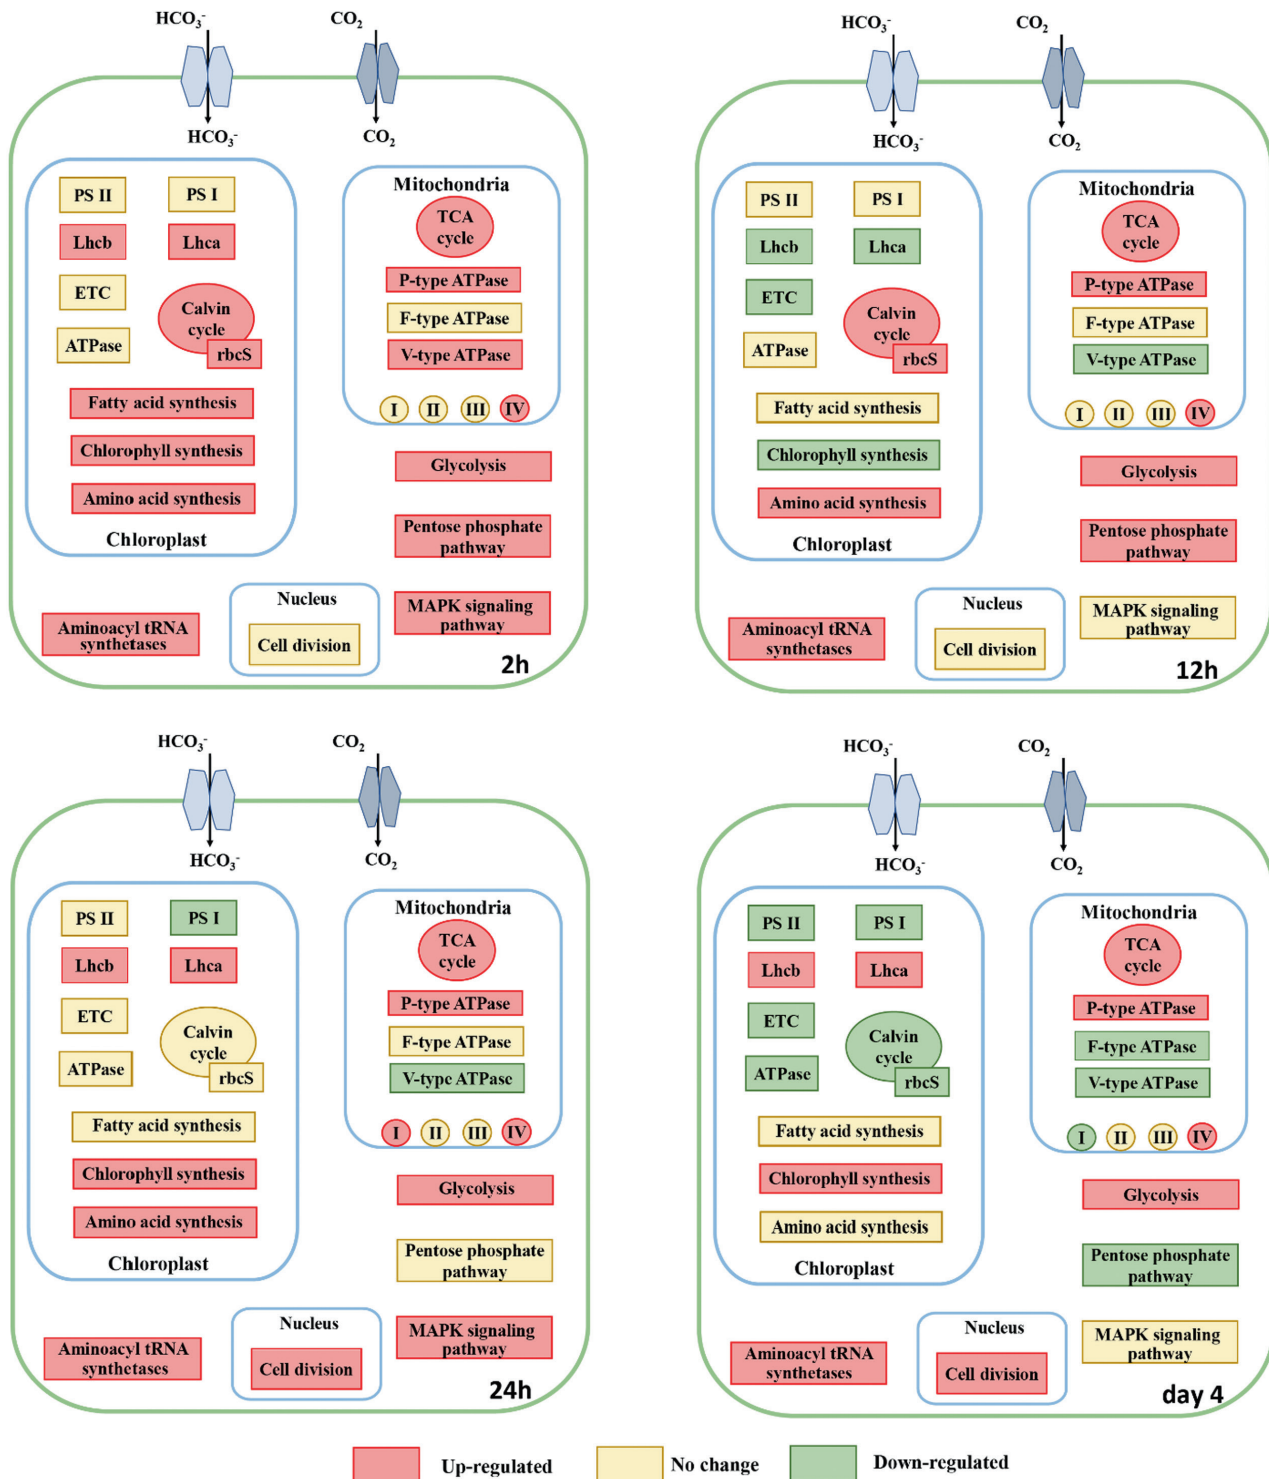 HCO₃⁻
CO₂
HCO₃⁻
CO₂
PS II
PS I
Lhcb
Lhca
ETC
Calvin
cycle
rbcS
ATPase
Fatty acid synthesis
Chlorophyll synthesis
Amino acid synthesis
Chloroplast
Mitochondria
TCA
cycle
P-type ATPase
F-type ATPase
V-type ATPase
I II III IV
Glycolysis
Pentose phosphate
pathway
MAPK signaling
pathway
Nucleus
Cell division
Aminoacyl tRNA
synthetases
2h
HCO₃⁻
CO₂
HCO₃⁻
CO₂
PS II
PS I
Lhcb
Lhca
ETC
Calvin
cycle
rbcS
ATPase
Fatty acid synthesis
Chlorophyll synthesis
Amino acid synthesis
Chloroplast
Mitochondria
TCA
cycle
P-type ATPase
F-type ATPase
V-type ATPase
I II III IV
Glycolysis
Pentose phosphate
pathway
MAPK signaling
pathway
Nucleus
Cell division
Aminoacyl tRNA
synthetases
12h
HCO₃⁻
CO₂
HCO₃⁻
CO₂
PS II
PS I
Lhcb
Lhca
ETC
Calvin
cycle
rbcS
ATPase
Fatty acid synthesis
Chlorophyll synthesis
Amino acid synthesis
Chloroplast
Mitochondria
TCA
cycle
P-type ATPase
F-type ATPase
V-type ATPase
I II III IV
Glycolysis
Pentose phosphate
pathway
MAPK signaling
pathway
Nucleus
Cell division
Aminoacyl tRNA
synthetases
24h
HCO₃⁻
CO₂
HCO₃⁻
CO₂
PS II
PS I
Lhcb
Lhca
ETC
Calvin
cycle
rbcS
ATPase
Fatty acid synthesis
Chlorophyll synthesis
Amino acid synthesis
Chloroplast
Mitochondria
TCA
cycle
P-type ATPase
F-type ATPase
V-type ATPase
I II III IV
Glycolysis
Pentose phosphate
pathway
MAPK signaling
pathway
Nucleus
Cell division
Aminoacyl tRNA
synthetases
day 4
Up-regulated
No change
Down-regulated